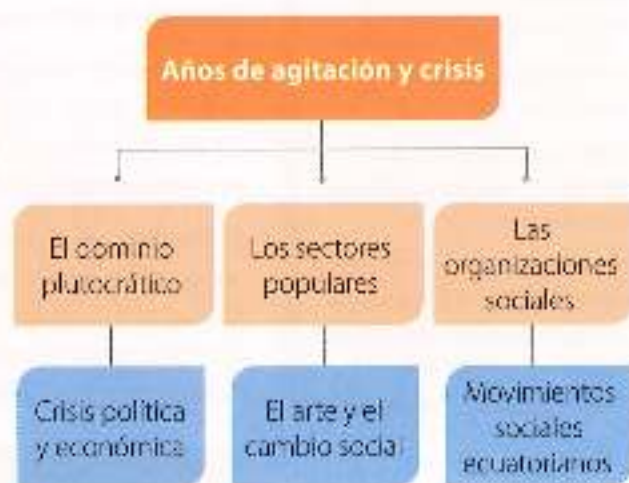 Años de agitación y crisis
El dominio
plutocrático
Los sectores
populares
Las
organizaciones
sociales
Crisis política
y económica
El arte y el
cambio social
Movimientos
sociales
ecuatorianos